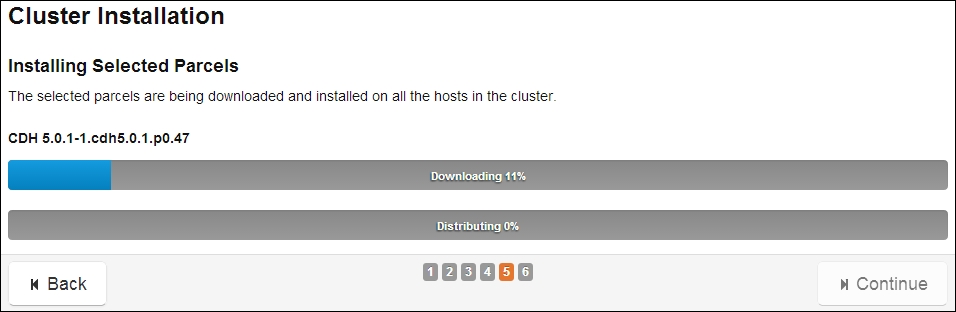 Cluster Installation
Installing Selected Parcels
The selected parcels are being downloaded and installed on all the hosts in the cluster.
CDH 5.0.1-1.cdh5.0.1.p0.47
Downloading 11%
Distributing 0%
Back
1 2 3 4 5 6
Continue